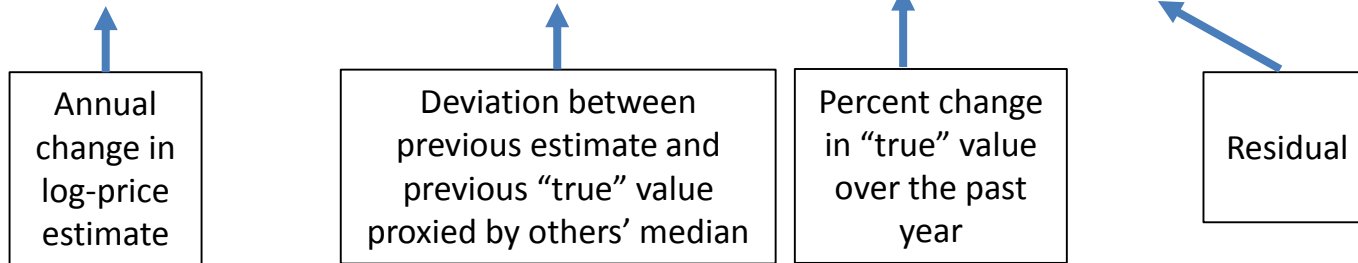 Annual
change in
log-price
estimate
Deviation between
previous estimate and
previous “true” value
proxied by others’ median
Percent change
in “true” value
over the past
year
Residual